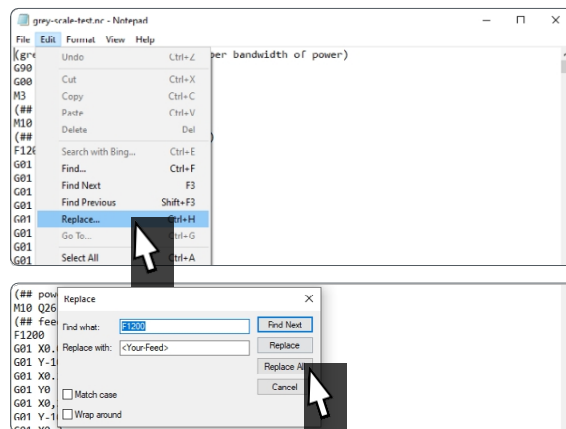 grey-scale-test.nc - Notepad
File Edit Format View Help
(gre per bandwidth of power)
G90
G00
M3
(##
M10
(## )
F120
G01
G01
G01
G01
G01
G01
G01
G01
Undo Ctrl+Z
Cut Ctrl+X
Copy Ctrl+C
Paste Ctrl+V
Delete Del
Search with Bing... Ctrl+E
Find... Ctrl+F
Find Next F3
Find Previous Shift+F3
Replace... Ctrl+H
Go To... Ctrl+G
Select All Ctrl+A
(## pow
M10 Q26
(## fee
F1200
G01 X0.
G01 Y-1
G01 X0.
G01 Y0
G01 X0,
G01 Y-1
Replace
Find what: F1200 Find Next
Replace with: <Your-Feed> Replace
Replace Al
Cancel
Match case
Wrap around